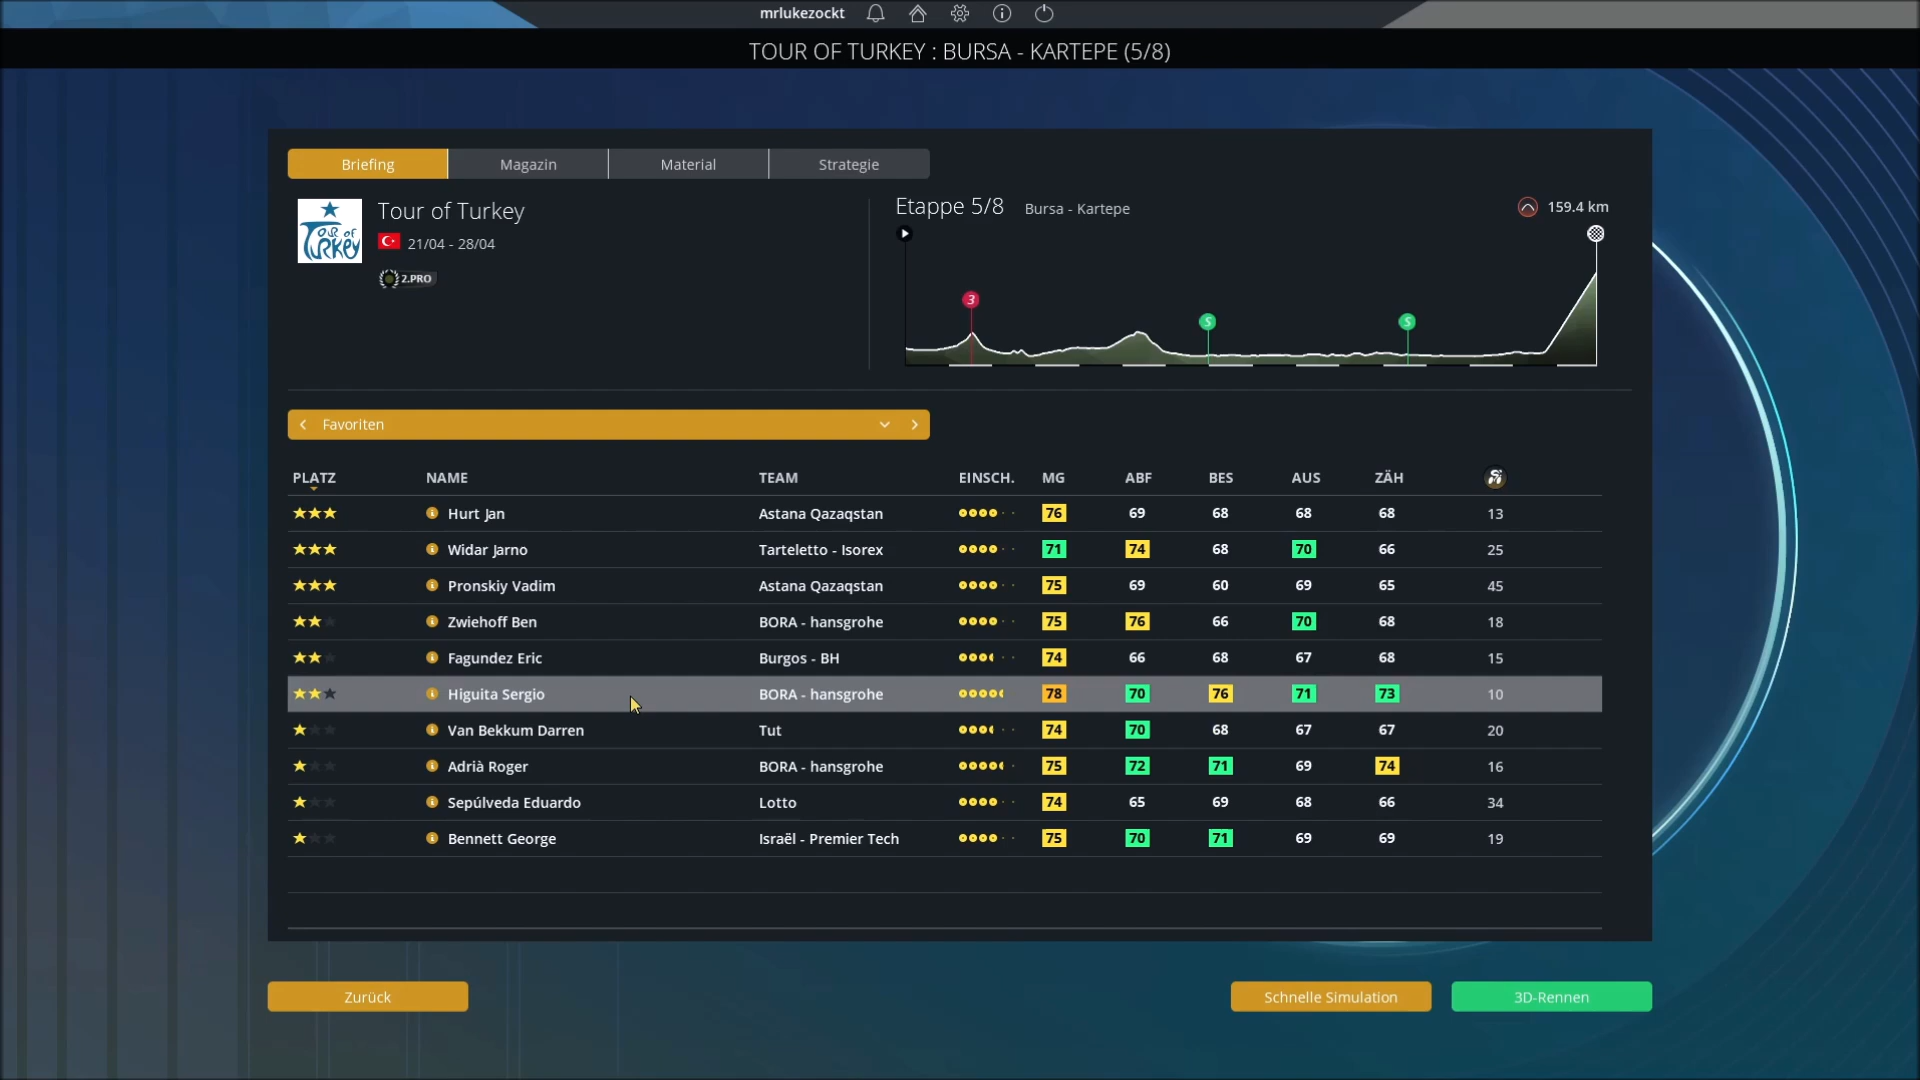 mrlukezockt
TOUR OF TURKEY : BURSA - KARTEPE (5/8)
Briefing Magazin Material Strategie
TOUR OF TURKEY
Tour of Turkey
21/04 - 28/04
2.PRO
Etappe 5/8 Bursa - Kartepe 159.4 km
3 S S
Favoriten
PLATZ NAME TEAM EINSCH. MG ABF BES AUS ZÄH
Hurt Jan Astana Qazaqstan 76 69 68 68 68 13
Widar Jarno Tarteletto - Isorex 71 74 68 70 66 25
Pronskiy Vadim Astana Qazaqstan 75 69 60 69 65 45
Zwiehoff Ben BORA - hansgrohe 75 76 66 70 68 18
Fagundez Eric Burgos - BH 74 66 68 67 68 15
Higuita Sergio BORA - hansgrohe 78 70 76 71 73 10
Van Bekkum Darren Tut 74 70 68 67 67 20
Adrià Roger BORA - hansgrohe 75 72 71 69 74 16
Sepúlveda Eduardo Lotto 74 65 69 68 66 34
Bennett George Israël - Premier Tech 75 70 71 69 69 19
Zurück Schnelle Simulation 3D-Rennen